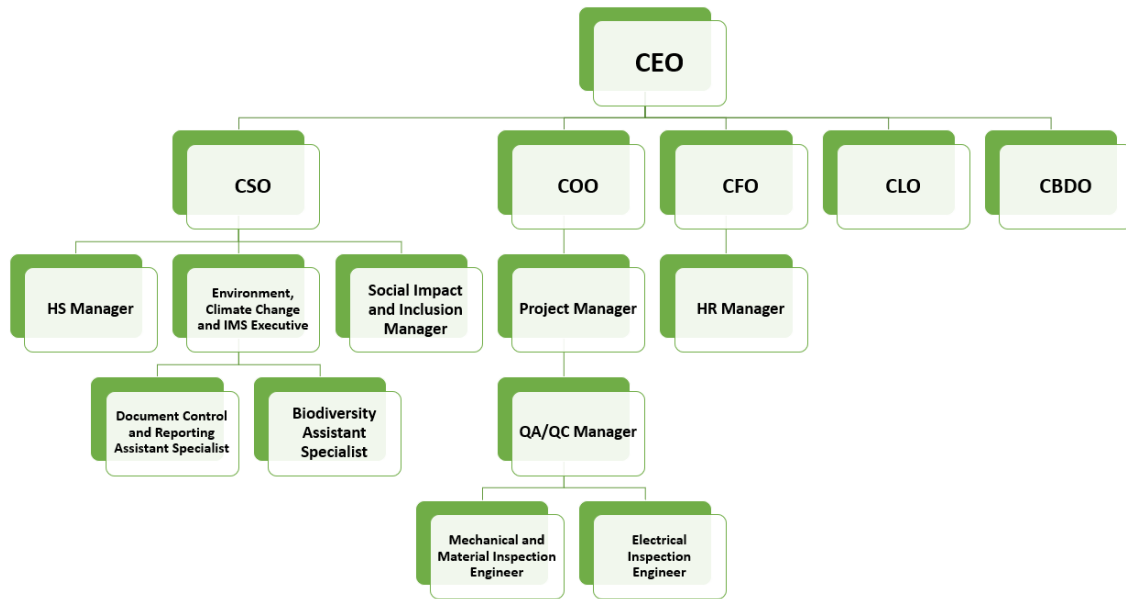 CEO
CSO
COO
CFO
CLO
CBDO
HS Manager
Environment,
Climate Change
and IMS Executive
Social Impact
and Inclusion
Manager
Project Manager
HR Manager
Document Control
and Reporting
Assistant Specialist
Biodiversity
Assistant
Specialist
QA/QC Manager
Mechanical and
Material Inspection
Engineer
Electrical
Inspection
Engineer